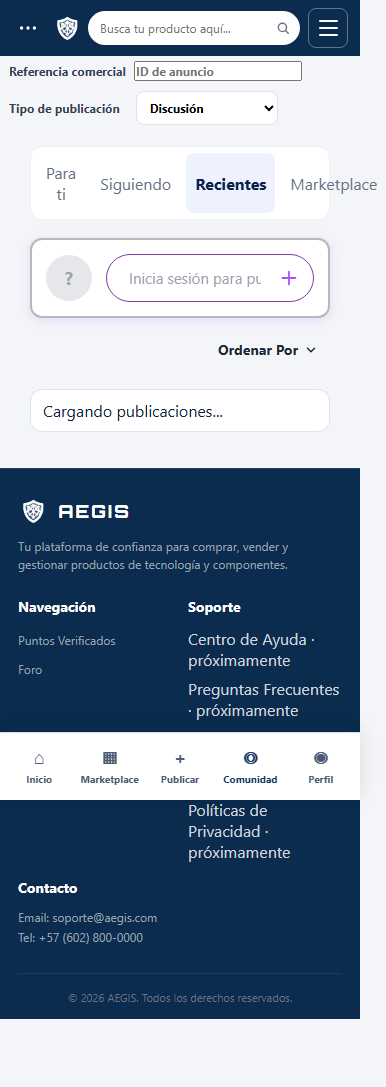 Busca tu producto aquí...
Referencia comercial
ID de anuncio
Tipo de publicación
Discusión
Para ti
Siguiendo
Recientes
Marketplace
?
Inicia sesión para pu
Ordenar Por
Cargando publicaciones...
AEGIS
Tu plataforma de confianza para comprar, vender y
gestionar productos de tecnología y componentes.
Navegación
Puntos Verificados
Foro
Soporte
Centro de Ayuda ·
próximamente
Preguntas Frecuentes
· próximamente
Inicio
Marketplace
Publicar
Comunidad
Perfil
Políticas de
Privacidad ·
próximamente
Contacto
Email: soporte@aegis.com
Tel: +57 (602) 800-0000
© 2026 AEGIS. Todos los derechos reservados.